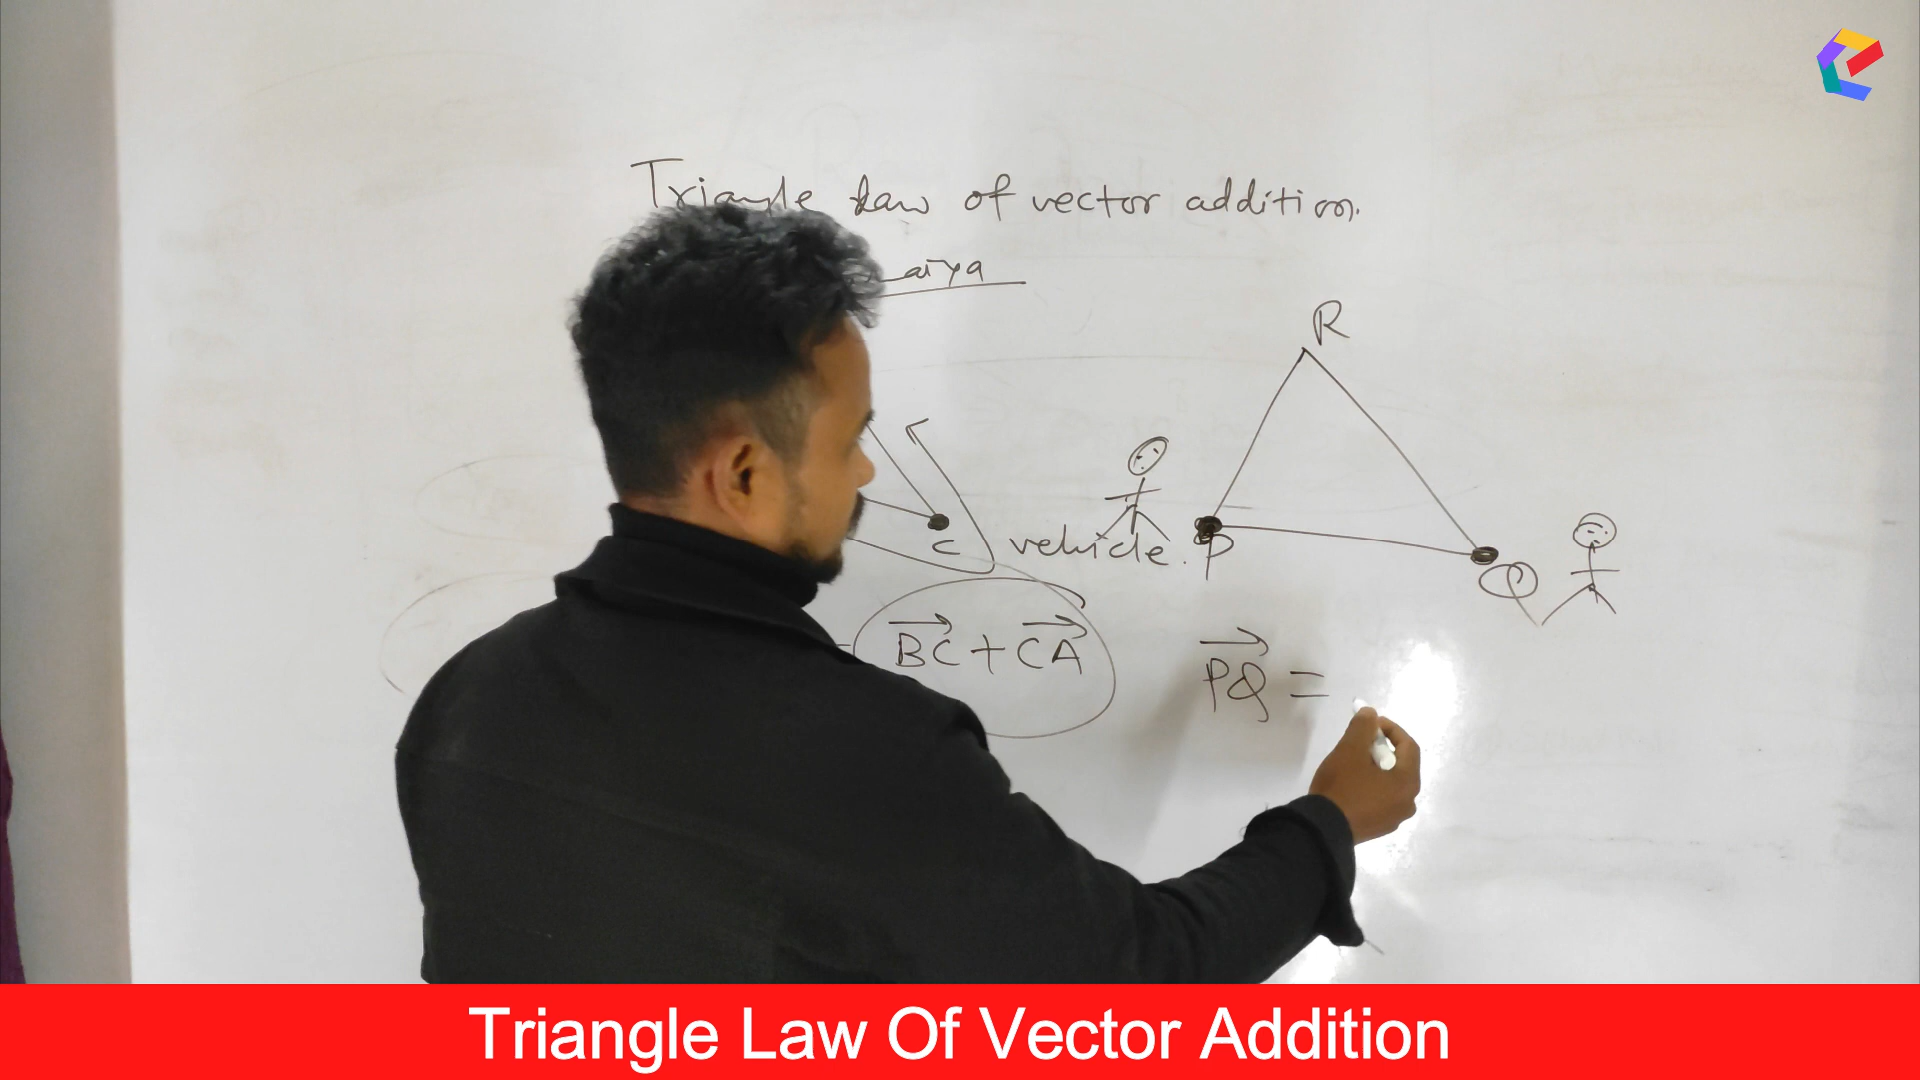 Triangle Law of vector addition.
R
C
vehicle.
P
Q
BC + CA
PQ =
Triangle Law Of Vector Addition